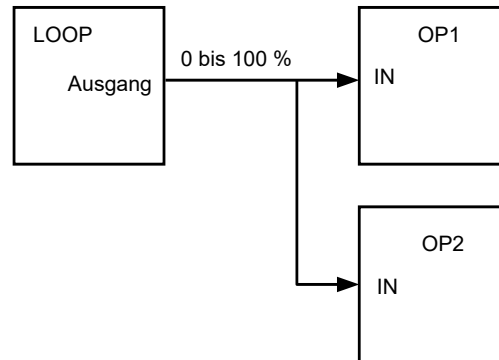 LOOP
Ausgang
0 bis 100 %
OP1
IN
OP2
IN